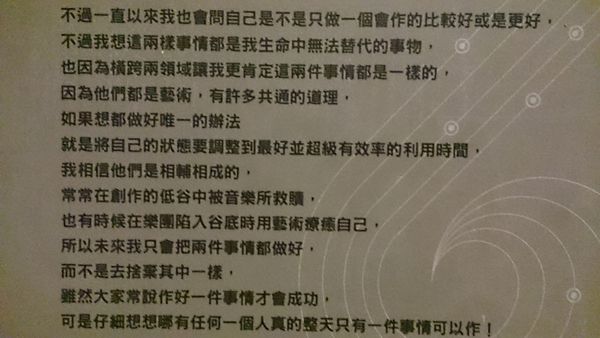 不過一直以來我也會問自己是不是只做一個會作的比較好或是更好，
不過我想這兩樣事情都是我生命中無法替代的事物，
也因為橫跨兩領域讓我更肯定這兩件事情都是一樣的，
因為他們都是藝術，有許多共通的道理，
如果想都做好唯一的辦法
就是將自己的狀態要調整到最好並超級有效率的利用時間，
我相信他們是相輔相成的，
常常在創作的低谷中被音樂所救贖，
也有時候在樂團陷入谷底時用藝術療癒自己，
所以未來我只會把兩件事情都做好，
而不是去捨棄其中一樣，
雖然大家常說作好一件事情才會成功，
可是仔細想想哪有任何一個人真的整天只有一件事情可以作！